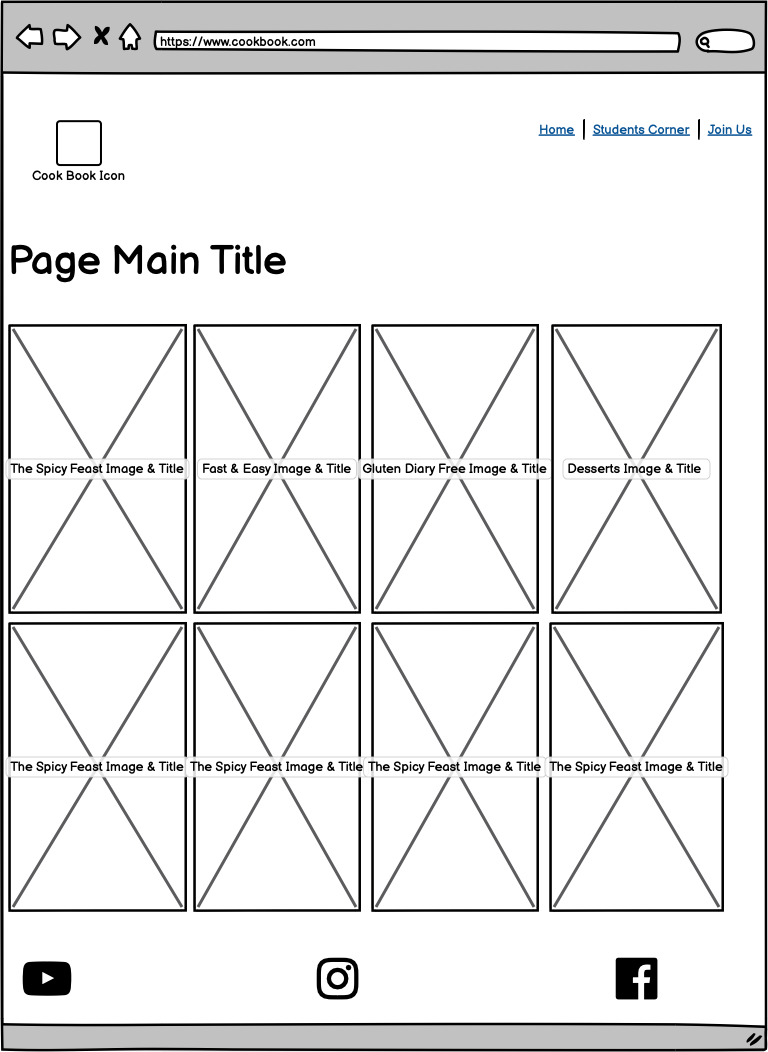 https://www.cookbook.com
Home
Students Corner
Join Us
Cook Book Icon
Page Main Title
The Spicy Feast Image & Title
Fast & Easy Image & Title
Gluten Diary Free Image & Title
Desserts Image & Title
The Spicy Feast Image & Title
The Spicy Feast Image & Title
The Spicy Feast Image & Title
The Spicy Feast Image & Title